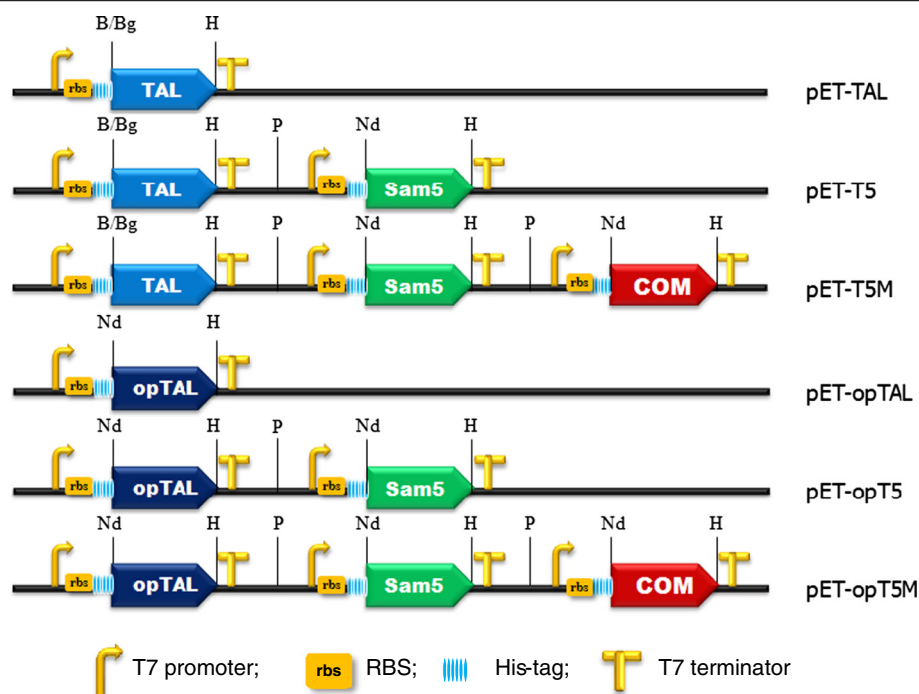 B/Bg H
rbs TAL pET-TAL
B/Bg H P Nd H
rbs TAL rbs Sam5 pET-T5
B/Bg H P Nd H P Nd H
rbs TAL rbs Sam5 rbs COM pET-T5M
Nd H
rbs opTAL pET-opTAL
Nd H P Nd H
rbs opTAL rbs Sam5 pET-opT5
Nd H P Nd H P Nd H
rbs opTAL rbs Sam5 rbs COM pET-opT5M
T7 promoter; rbs RBS; His-tag; T7 terminator